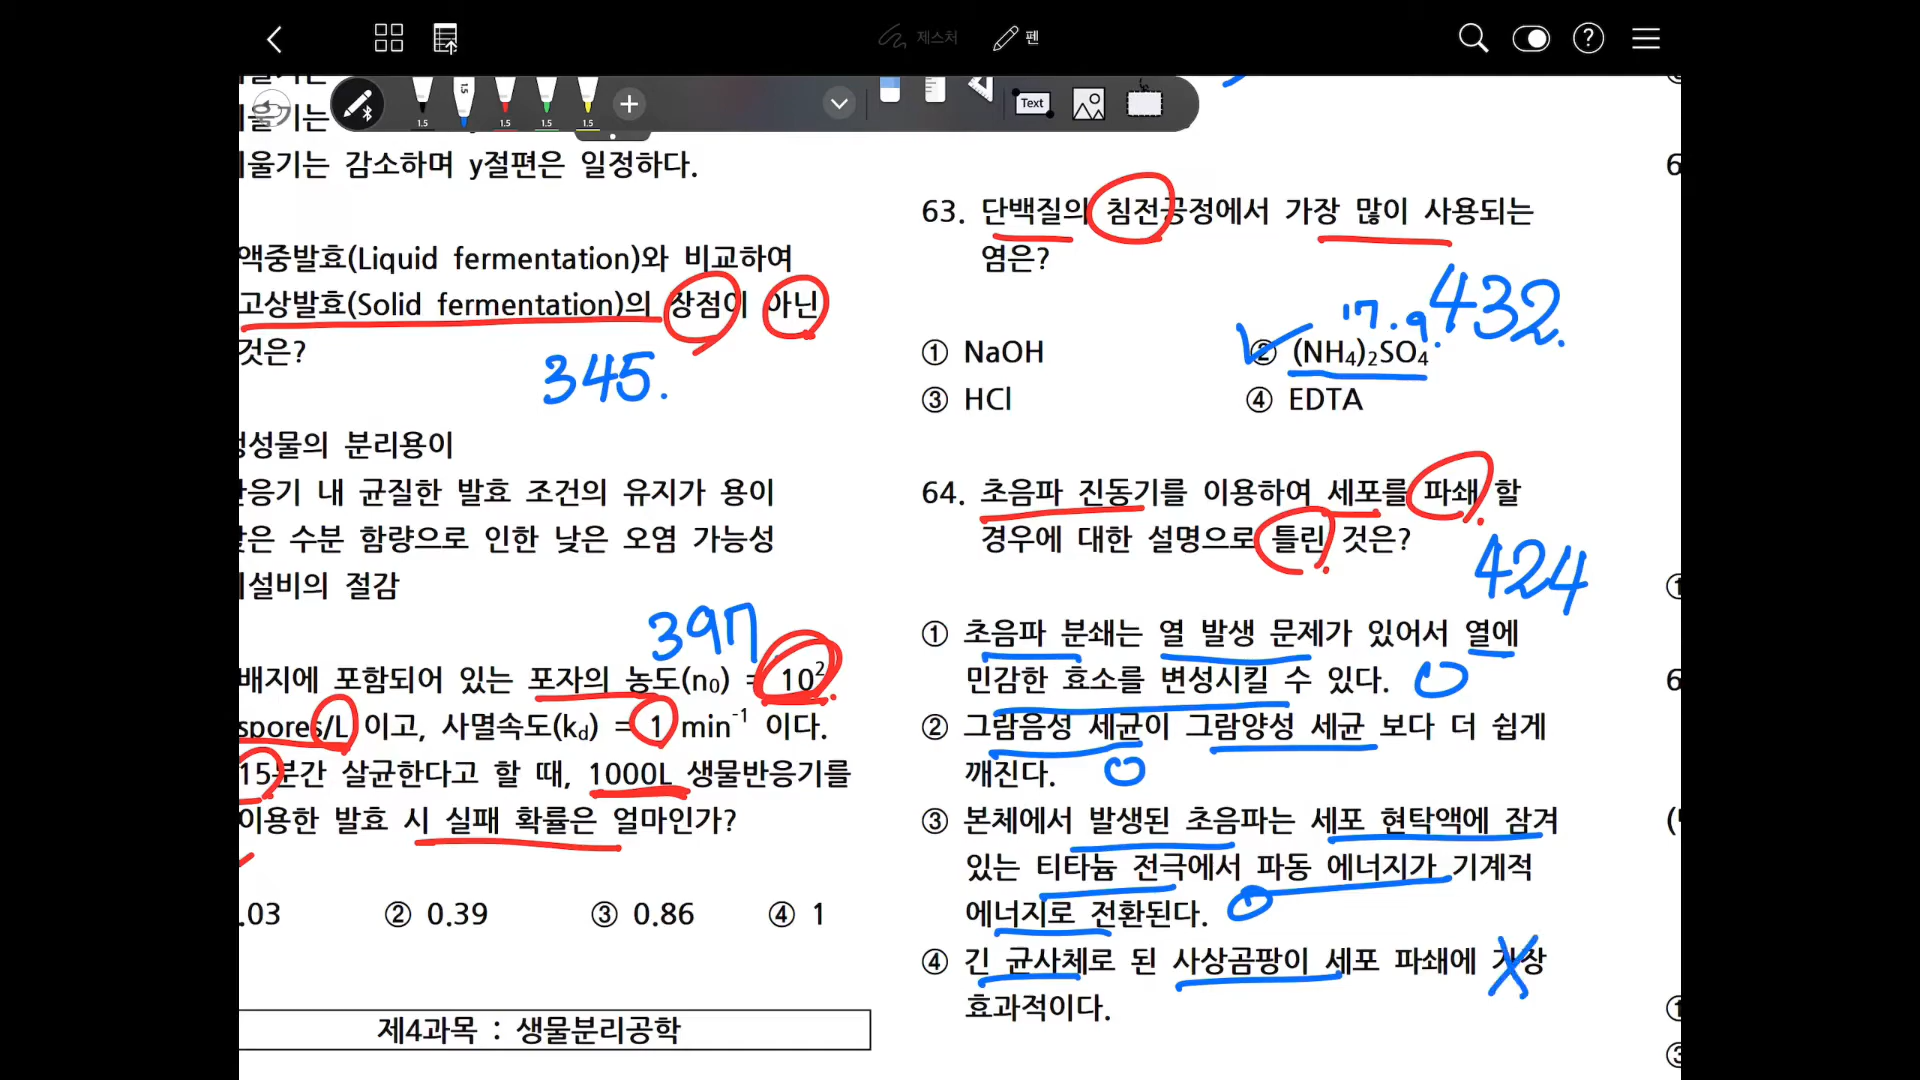 제스처
펜
1.5
1.5
1.5
1.5
1.5
Text
기울기는 감소하며 y절편은 일정하다.
액중발효(Liquid fermentation)와 비교하여
고상발효(Solid fermentation)의 장점이 아닌
것은?
345.
생성물의 분리용이
반응기 내 균질한 발효 조건의 유지가 용이
낮은 수분 함량으로 인한 낮은 오염 가능성
설비의 절감
397
배지에 포함되어 있는 포자의 농도(n₀) = 10²
spores/L 이고, 사멸속도(kd) = 1 min⁻¹ 이다.
15분간 살균한다고 할 때, 1000L 생물반응기를
이용한 발효 시 실패 확률은 얼마인가?
.03 ② 0.39 ③ 0.86 ④ 1
제4과목 : 생물분리공학
63. 단백질의 침전공정에서 가장 많이 사용되는
염은?
17.9. 432.
① NaOH ② (NH₄)₂SO₄
③ HCl ④ EDTA
64. 초음파 진동기를 이용하여 세포를 파쇄 할
경우에 대한 설명으로 틀린 것은?
424
① 초음파 분쇄는 열 발생 문제가 있어서 열에
민감한 효소를 변성시킬 수 있다.
② 그람음성 세균이 그람양성 세균 보다 더 쉽게
깨진다.
③ 본체에서 발생된 초음파는 세포 현탁액에 잠겨
있는 티타늄 전극에서 파동 에너지가 기계적
에너지로 전환된다.
④ 긴 균사체로 된 사상곰팡이 세포 파쇄에 가장
효과적이다.